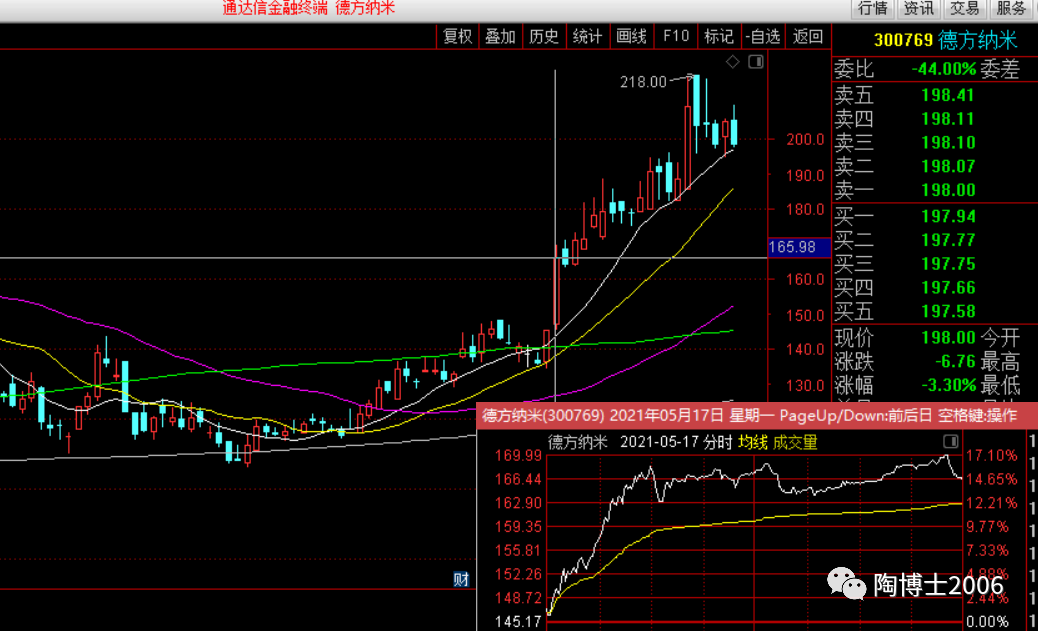 通达信金融终端 德方纳米
行情 资讯 交易 服务
复权 叠加 历史 统计 画线 F10 标记 -自选 返回
300769 德方纳米
委比 -44.00% 委差
卖五 198.41
卖四 198.11
卖三 198.10
卖二 198.07
卖一 198.00
买一 197.94
买二 197.77
买三 197.75
买四 197.66
买五 197.58
现价 198.00 今开
涨跌 -6.76 最高
涨幅 -3.30% 最低
218.00
200.0
190.0
180.0
165.98
160.0
150.0
140.0
130.0
财
德方纳米(300769) 2021年05月17日 星期一 PageUp/Down:前后日 空格键:操作
德方纳米 2021-05-17 分时 均线 成交量
169.99 17.10%
166.44 14.65%
162.90 12.21%
159.35 9.77%
155.81 7.33%
152.26 4.88%
148.72 2.44%
145.17 0.00%
陶博士2006